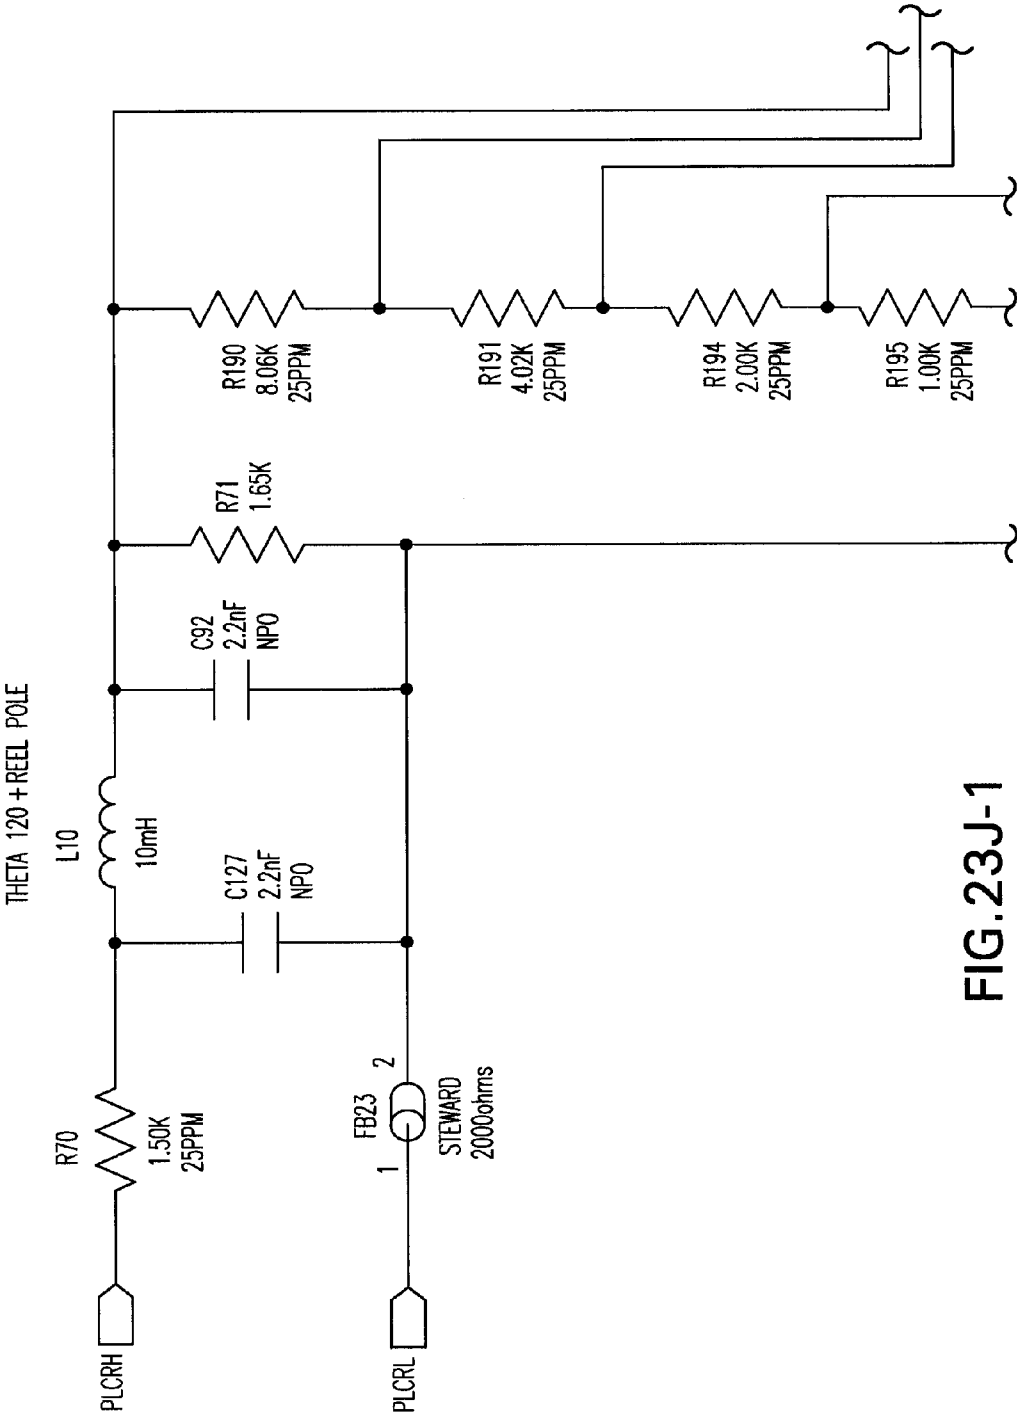 THETA 120 +REEL POLE
PLCRH
R70
1.50K
25PPM
L10
10mH
C127
2.2nF
NPO
C92
2.2nF
NPO
R71
1.65K
R190
8.06K
25PPM
R191
4.02K
25PPM
R194
2.00K
25PPM
R195
1.00K
25PPM
PLCRL
FB23
1
2
STEWARD
2000ohms
FIG.23J-1